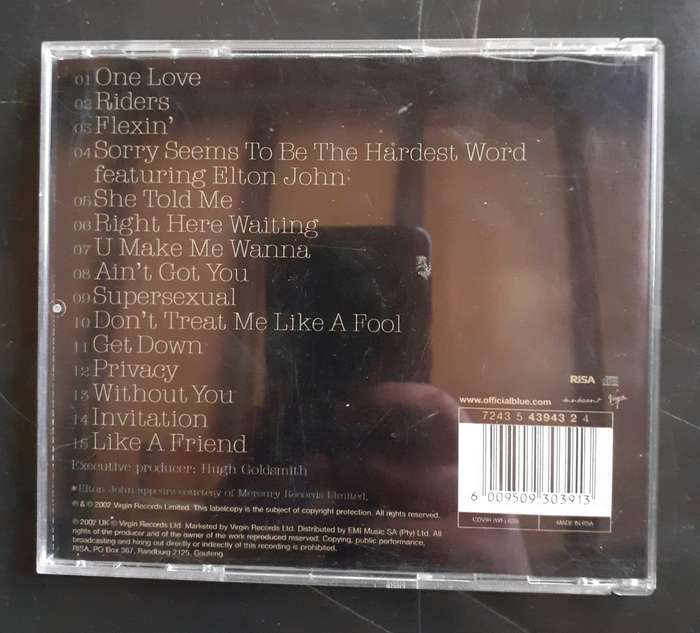 01 One Love
02 Riders
03 Flexin'
04 Sorry Seems To Be The Hardest Word
featuring Elton John*
05 She Told Me
06 Right Here Waiting
07 U Make Me Wanna
08 Ain't Got You
09 Supersexual
10 Don't Treat Me Like A Fool
11 Get Down
12 Privacy
13 Without You
14 Invitation
15 Like A Friend
Executive producer: Hugh Goldsmith
*Elton John appears courtesy of Mercury Records Limited.
℗ & © 2002 Virgin Records Limited. This labelcopy is the subject of copyright protection. All rights reserved.
℗ 2002 UK © Virgin Records Ltd. Marketed by Virgin Records Ltd. Distributed by EMI Music SA (Pty) Ltd. All
rights of the producer and of the owner of the work reproduced reserved. Copying, public performance,
broadcasting and hiring out directly or indirectly of this recording is prohibited.
RISA, PO Box 367, Randburg 2125, Gauteng
RiSA
www.officialblue.com innocent Virgin
7243 5 43943 2 4
6 009509 303913
MADE IN RSA